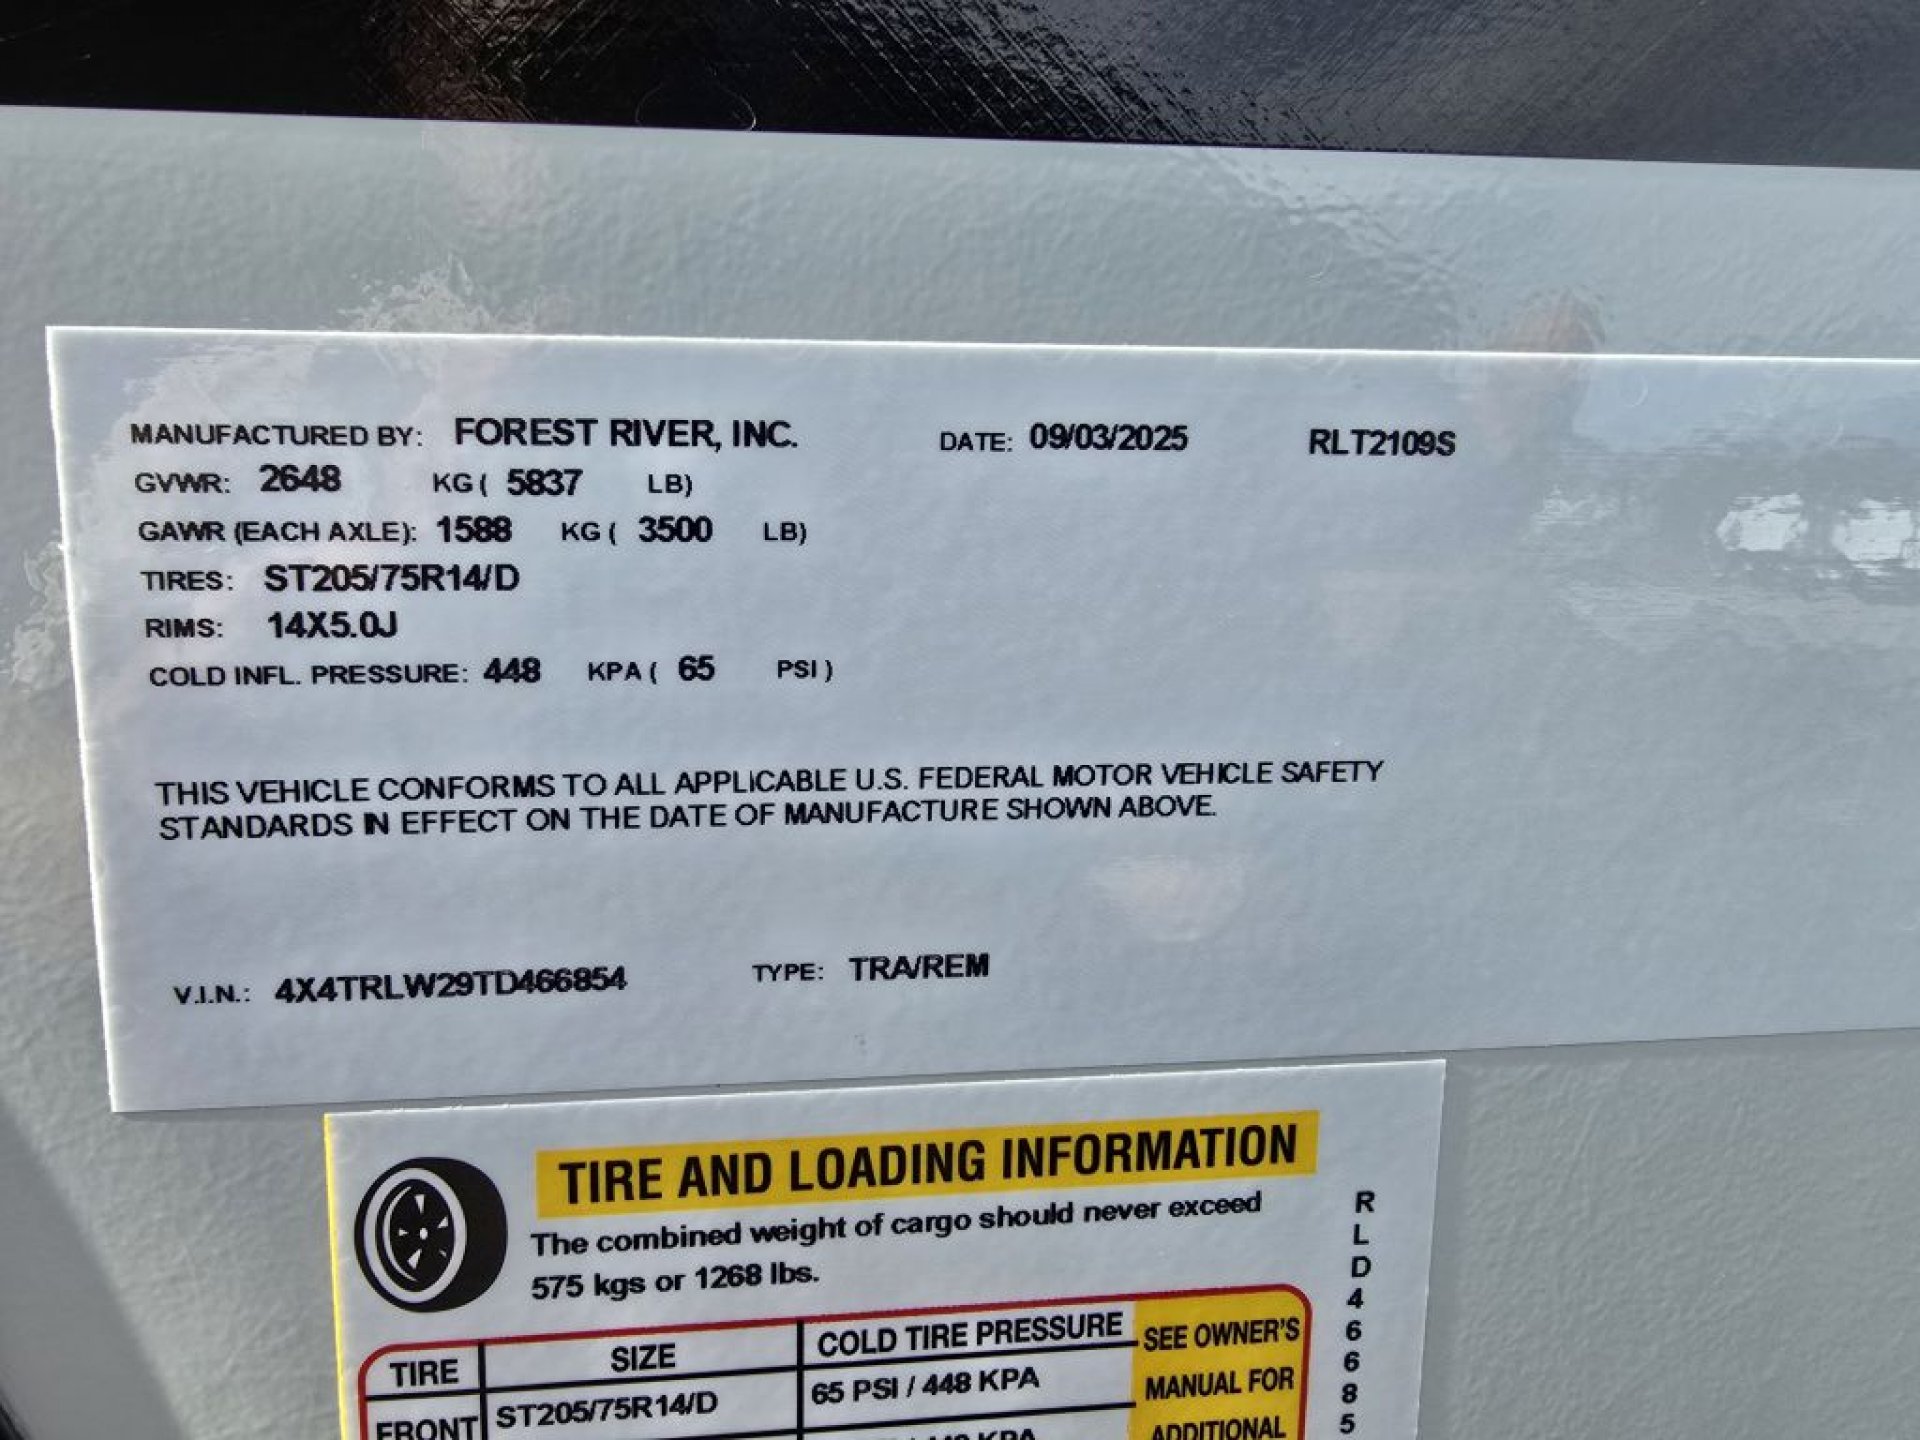 MANUFACTURED BY: FOREST RIVER, INC. DATE: 09/03/2025 RLT2109S
GVWR: 2648 KG ( 5837 LB)
GAWR (EACH AXLE): 1588 KG ( 3500 LB)
TIRES: ST205/75R14/D
RIMS: 14X5.0J
COLD INFL. PRESSURE: 448 KPA ( 65 PSI )
THIS VEHICLE CONFORMS TO ALL APPLICABLE U.S. FEDERAL MOTOR VEHICLE SAFETY
STANDARDS IN EFFECT ON THE DATE OF MANUFACTURE SHOWN ABOVE.
V.I.N.: 4X4TRLW29TD466854 TYPE: TRA/REM
TIRE AND LOADING INFORMATION
The combined weight of cargo should never exceed
575 kgs or 1268 lbs.
TIRE SIZE COLD TIRE PRESSURE SEE OWNER'S
FRONT ST205/75R14/D 65 PSI / 448 KPA MANUAL FOR
448 KPA ADDITIONAL
RLD46685